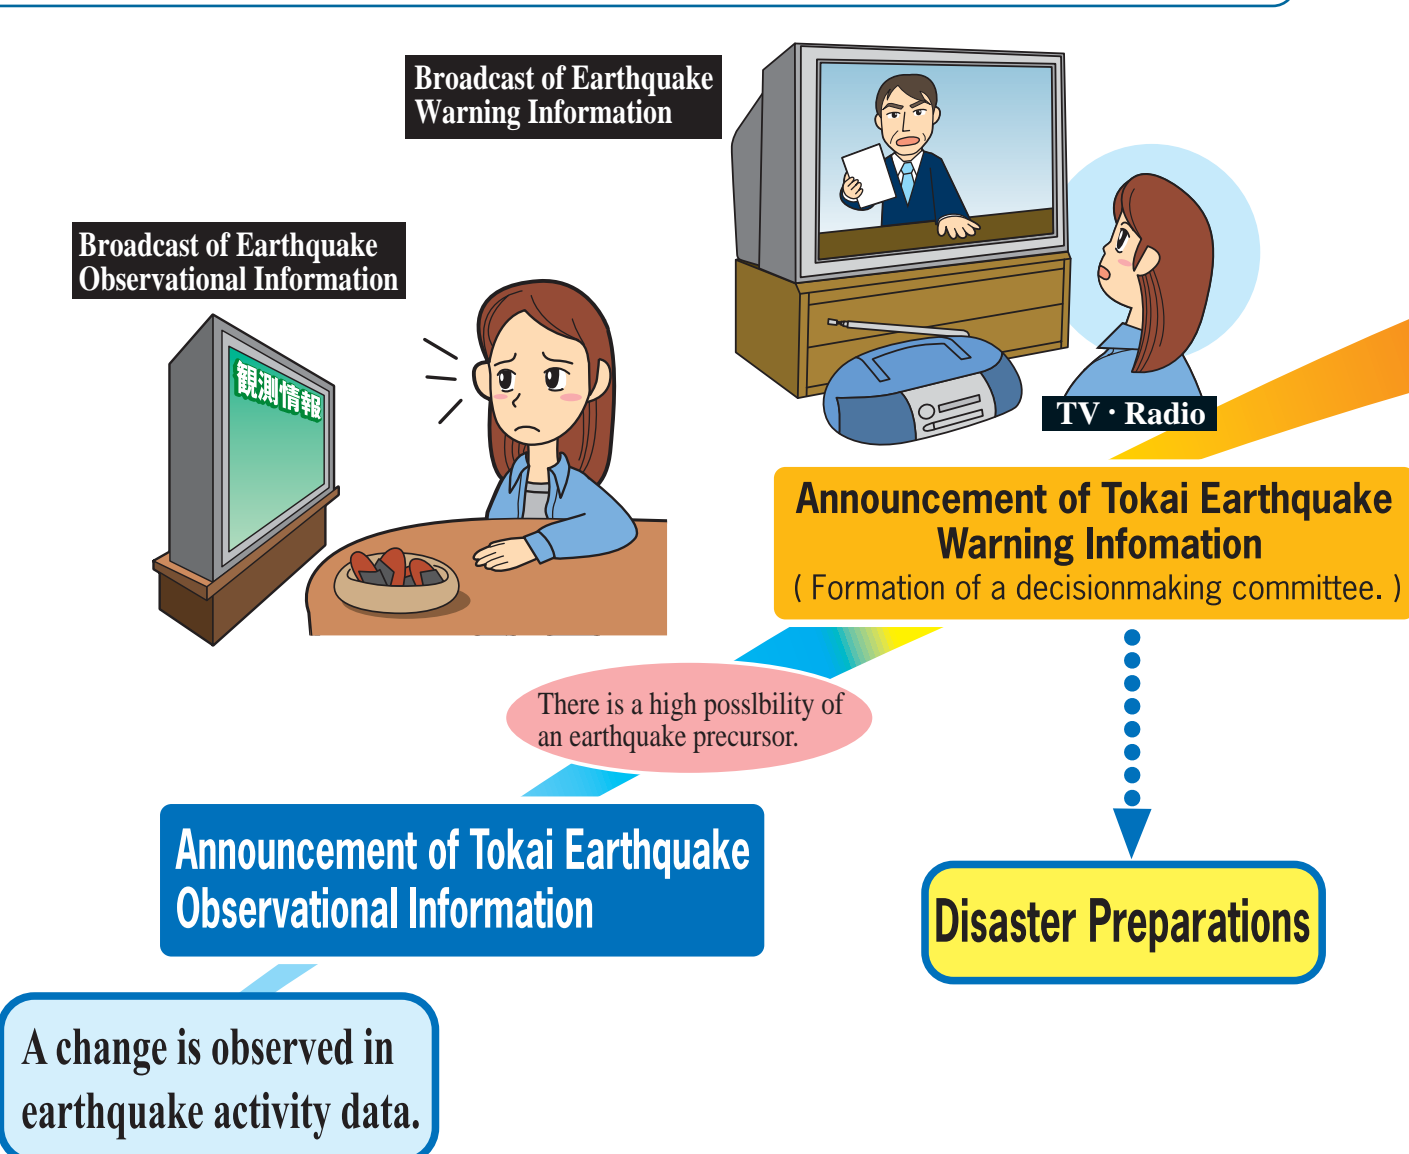 Broadcast of Earthquake
Warning Information
Broadcast of Earthquake
Observational Information
観測情報
TV・Radio
Announcement of Tokai Earthquake
Warning Infomation
( Formation of a decisionmaking committee. )
There is a high posslbility of
an earthquake precursor.
Announcement of Tokai Earthquake
Observational Information
Disaster Preparations
A change is observed in
earthquake activity data.